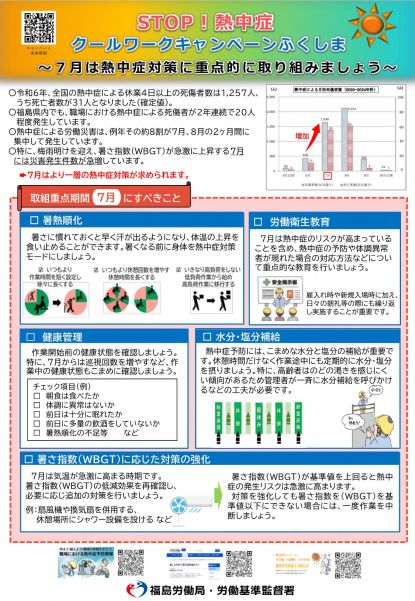 STOP！熱中症
クールワークキャンペーンふくしま
～７月は熱中症対策に重点的に取り組みましょう～
キャンペーン
○令和6年、全国の熱中症による休業4日以上の死傷者数は1,257人、
うち死亡者数が31人となりました（確定値）。
○福島県内でも、職場における熱中症による死傷者が2年連続で20人
程度発生しています。
○熱中症による労働災害は、例年その約8割が7月、8月の2ヶ月間に
集中して発生しています。
○特に、梅雨明けを迎え、暑さ指数（WBGT）が急激に上昇する7月
には災害発生件数が急増しています。
➡7月はより一層の熱中症対策が求められます。
増加
取組重点期間 7月 にすべきこと
□ 暑熱順化
暑さに慣れておくと早く汗が出るようになり、体温の上昇
を食い止めることができます。暑くなる前に身体を熱中症対策
モードにしましょう。
☑ いつもより
作業時間を短く設定し
徐々に長くする
☑ いつもより休憩回数を増やす
休憩時間を長くする
☑ いきなり高負荷をしない
低負荷作業から始め
高負荷作業に移行する
□ 労働衛生教育
7月は熱中症のリスクが高まっている
ことを含め、熱中症の予防や体調異常
者が現れた場合の対応方法などについ
て重点的な教育を行いましょう。
安全掲示板
雇入れ時や新規入場時に加え、
日々の朝礼等の際にも繰り返
し実施することが重要です。
□ 健康管理
作業開始前の健康状態を確認しましょう。
特に、7月からは巡視回数を増やすなど、作
業中の健康状態もこまめに確認しましょう。
チェック項目（例）
□ 朝食は食べたか
□ 体調に異常はないか
□ 前日は十分に眠れたか
□ 前日に多量の飲酒をしていないか
□ 暑熱順化の不足等　など
□ 水分・塩分補給
熱中症予防には、こまめな水分と塩分の補給が重要で
す。休憩時間だけなく作業途中にも定期的に水分・塩分
を摂りましょう。特に、高齢者はのどの渇きを感じにく
い傾向があるため管理者が一斉に水分補給を呼びかけ
るなどの工夫が必要です。
作業開始
休憩
昼休み
休憩
作業終了
□ 暑さ指数（WBGT）に応じた対策の強化
7月は気温が急激に高まる時期です。
暑さ指数（WBGT）の低減効果を再確認し、
必要に応じ追加の対策を行いましょう。
例：扇風機や換気扇を併用する、
休憩場所にシャワー設備を設ける など
暑さ指数（WBGT）が基準値を上回ると熱中症
の発生リスクは急激に高まります。
対策を強化しても暑さ指数（WBGT）を基
準値以下にできない場合には、一度作業を中
断しましょう。
福島労働局・労働基準監督署